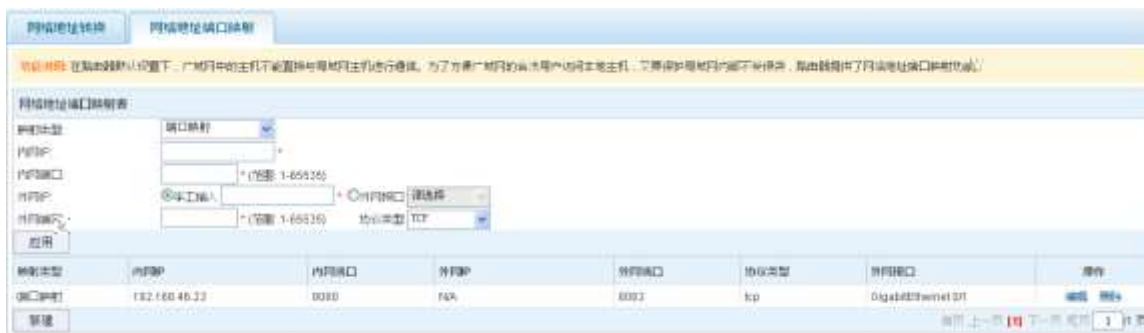 网络地址转换 网络地址端口映射
功能说明: 在路由器默认设置下，广域网中的主机不能直接与局域网主机进行通信。为了方便广域网的合法用户访问本地主机，又要保护局域网内部不受侵袭，路由器提供了网络地址端口映射功能。
网络地址端口映射表
映射类型 端口映射
内网IP: *
内网端口 * (范围: 1-65535)
外网IP: 手工输入 * 外网接口 请选择
外网端口 * (范围: 1-65535) 协议类型 TCP
应用
映射类型 内网IP 内网端口 外网IP 外网端口 协议类型 外网接口 操作
端口映射 192.168.46.23 N/A tcp GigabitEthernet 0/1 编辑 删除
新建 首页 上一页 [1] 下一页 尾页 1